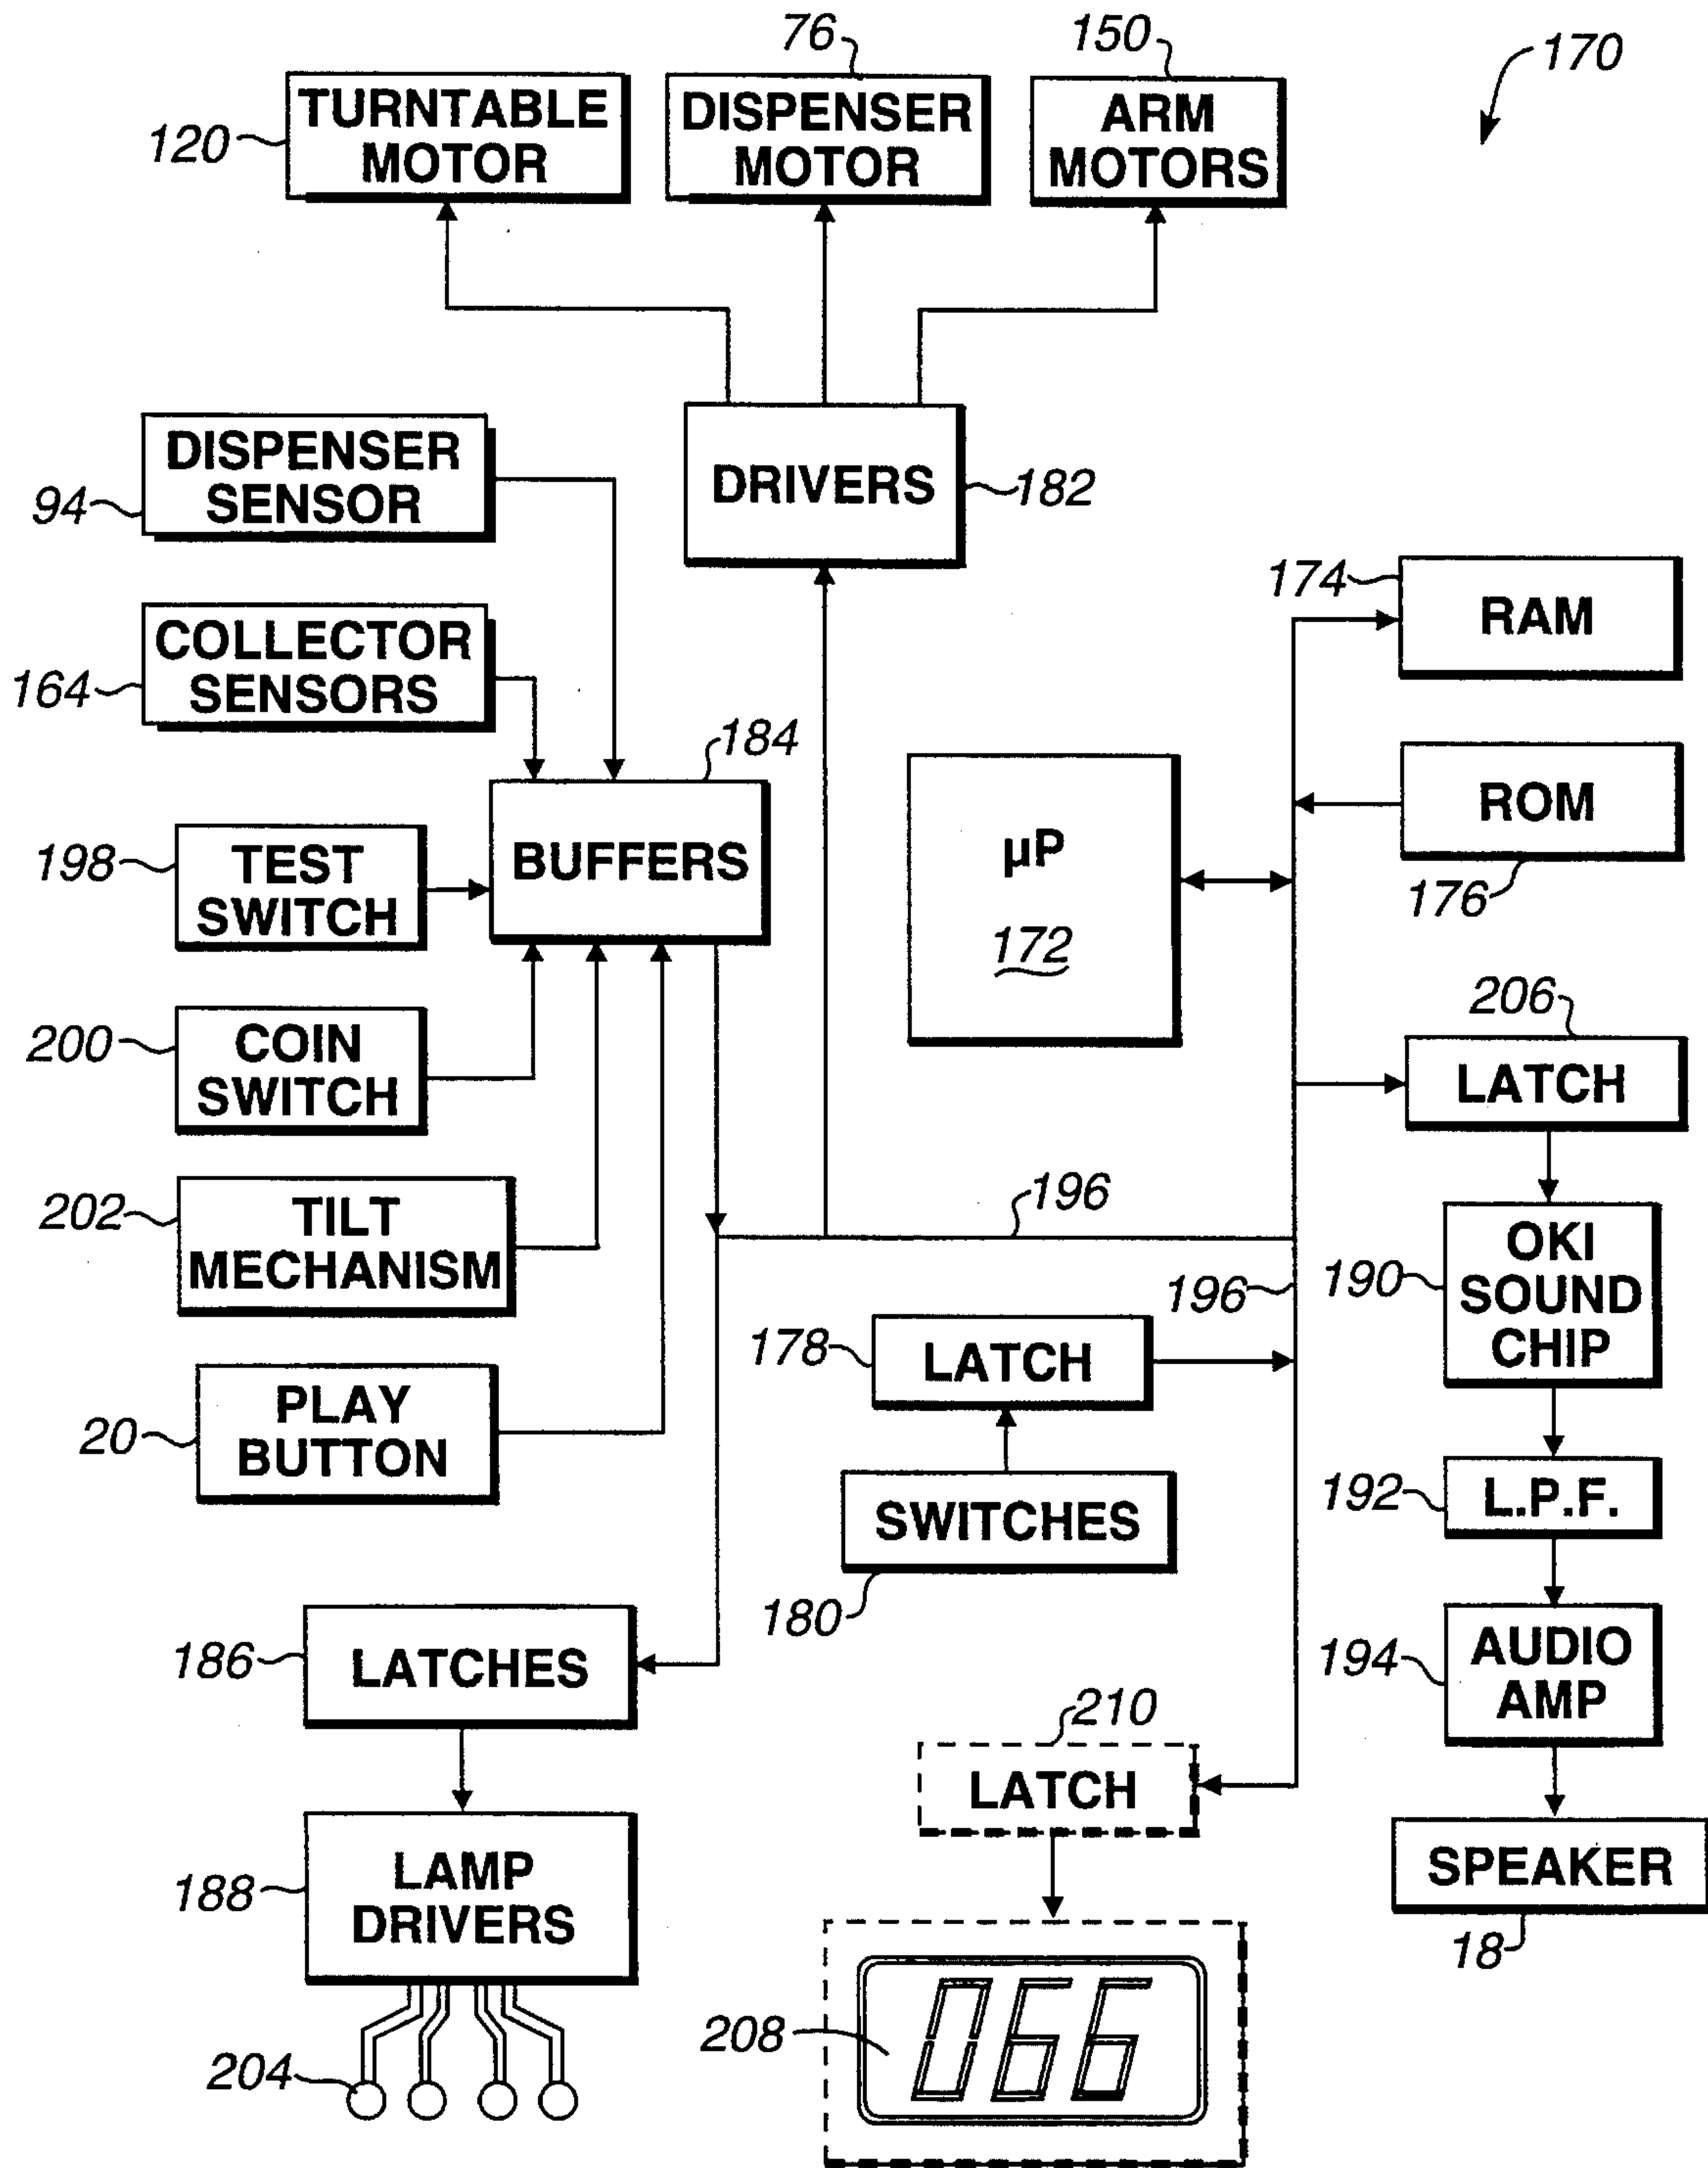 76
150
170
120
TURNTABLE
MOTOR
DISPENSER
MOTOR
ARM
MOTORS
94
DISPENSER
SENSOR
DRIVERS
182
164
COLLECTOR
SENSORS
174
RAM
184
198
TEST
SWITCH
BUFFERS
µP
172
ROM
176
200
COIN
SWITCH
206
LATCH
202
TILT
MECHANISM
196
196
190
OKI
SOUND
CHIP
178
LATCH
20
PLAY
BUTTON
SWITCHES
180
192
L.P.F.
186
LATCHES
194
AUDIO
AMP
210
LATCH
188
LAMP
DRIVERS
SPEAKER
18
204
208
066